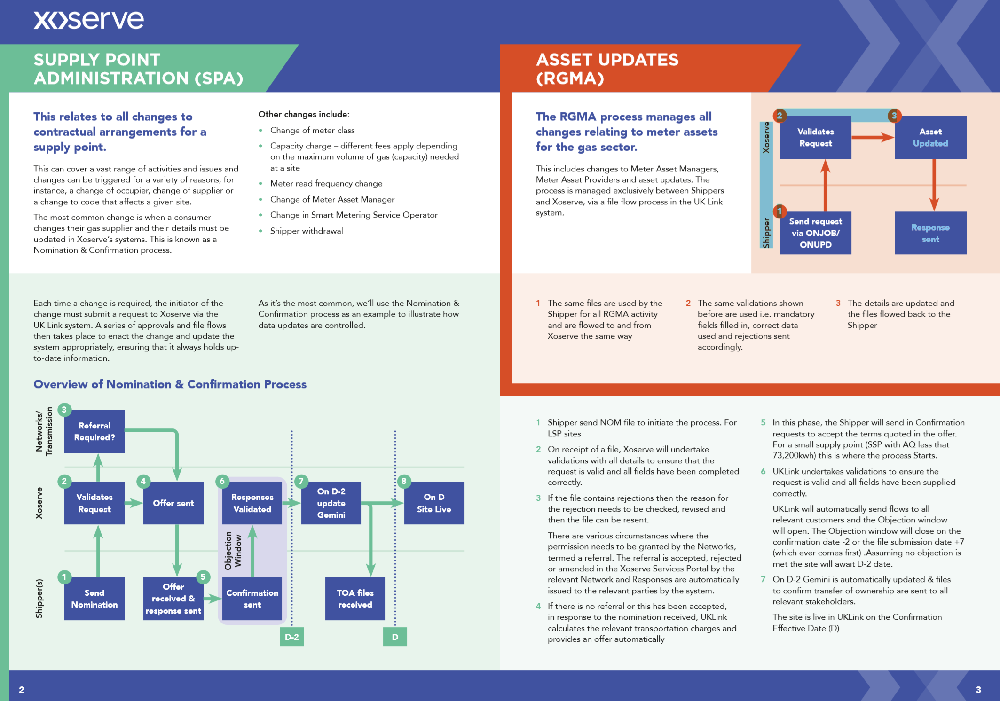 xoserve
SUPPLY POINT
ADMINISTRATION (SPA)
This relates to all changes to
contractual arrangements for a
supply point.
This can cover a vast range of activities and issues and
changes can be triggered for a variety of reasons, for
instance, a change of occupier, change of supplier or
a change to code that affects a given site.
The most common change is when a consumer
changes their gas supplier and their details must be
updated in Xoserve’s systems. This is known as a
Nomination & Confirmation process.
Other changes include:
• Change of meter class
• Capacity charge – different fees apply depending
on the maximum volume of gas (capacity) needed
at a site
• Meter read frequency change
• Change of Meter Asset Manager
• Change in Smart Metering Service Operator
• Shipper withdrawal
Each time a change is required, the initiator of the
change must submit a request to Xoserve via the
UK Link system. A series of approvals and file flows
then takes place to enact the change and update the
system appropriately, ensuring that it always holds up-
to-date information.
As it’s the most common, we’ll use the Nomination &
Confirmation process as an example to illustrate how
data updates are controlled.
Overview of Nomination & Confirmation Process
Networks/
Transmission
3
Referral
Required?
Xoserve
2
Validates
Request
4
Offer sent
6
Responses
Validated
7
On D-2
update
Gemini
8
On D
Site Live
Objection
Window
Shipper(s)
1
Send
Nomination
5
Offer
received &
response sent
Confirmation
sent
TOA files
received
D-2
D
2
ASSET UPDATES
(RGMA)
The RGMA process manages all
changes relating to meter assets
for the gas sector.
This includes changes to Meter Asset Managers,
Meter Asset Providers and asset updates. The
process is managed exclusively between Shippers
and Xoserve, via a file flow process in the UK Link
system.
Xoserve
2
Validates
Request
3
Asset
Updated
Shipper
1
Send request
via ONJOB/
ONUPD
Response
sent
1 The same files are used by the
Shipper for all RGMA activity
and are flowed to and from
Xoserve the same way
2 The same validations shown
before are used i.e. mandatory
fields filled in, correct data
used and rejections sent
accordingly.
3 The details are updated and
the files flowed back to the
Shipper
1 Shipper send NOM file to initiate the process. For
LSP sites
2 On receipt of a file, Xoserve will undertake
validations with all details to ensure that the
request is valid and all fields have been completed
correctly.
3 If the file contains rejections then the reason for
the rejection needs to be checked, revised and
then the file can be resent.
There are various circumstances where the
permission needs to be granted by the Networks,
termed a referral. The referral is accepted, rejected
or amended in the Xoserve Services Portal by the
relevant Network and Responses are automatically
issued to the relevant parties by the system.
4 If there is no referral or this has been accepted,
in response to the nomination received, UKLink
calculates the relevant transportation charges and
provides an offer automatically
5 In this phase, the Shipper will send in Confirmation
requests to accept the terms quoted in the offer.
For a small supply point (SSP with AQ less that
73,200kwh) this is where the process Starts.
6 UKLink undertakes validations to ensure the
request is valid and all fields have been supplied
correctly.
UKLink will automatically send flows to all
relevant customers and the Objection window
will open. The Objection window will close on the
confirmation date -2 or the file submission date +7
(which ever comes first) .Assuming no objection is
met the site will await D-2 date.
7 On D-2 Gemini is automatically updated & files
to confirm transfer of ownership are sent to all
relevant stakeholders.
The site is live in UKLink on the Confirmation
Effective Date (D)
3